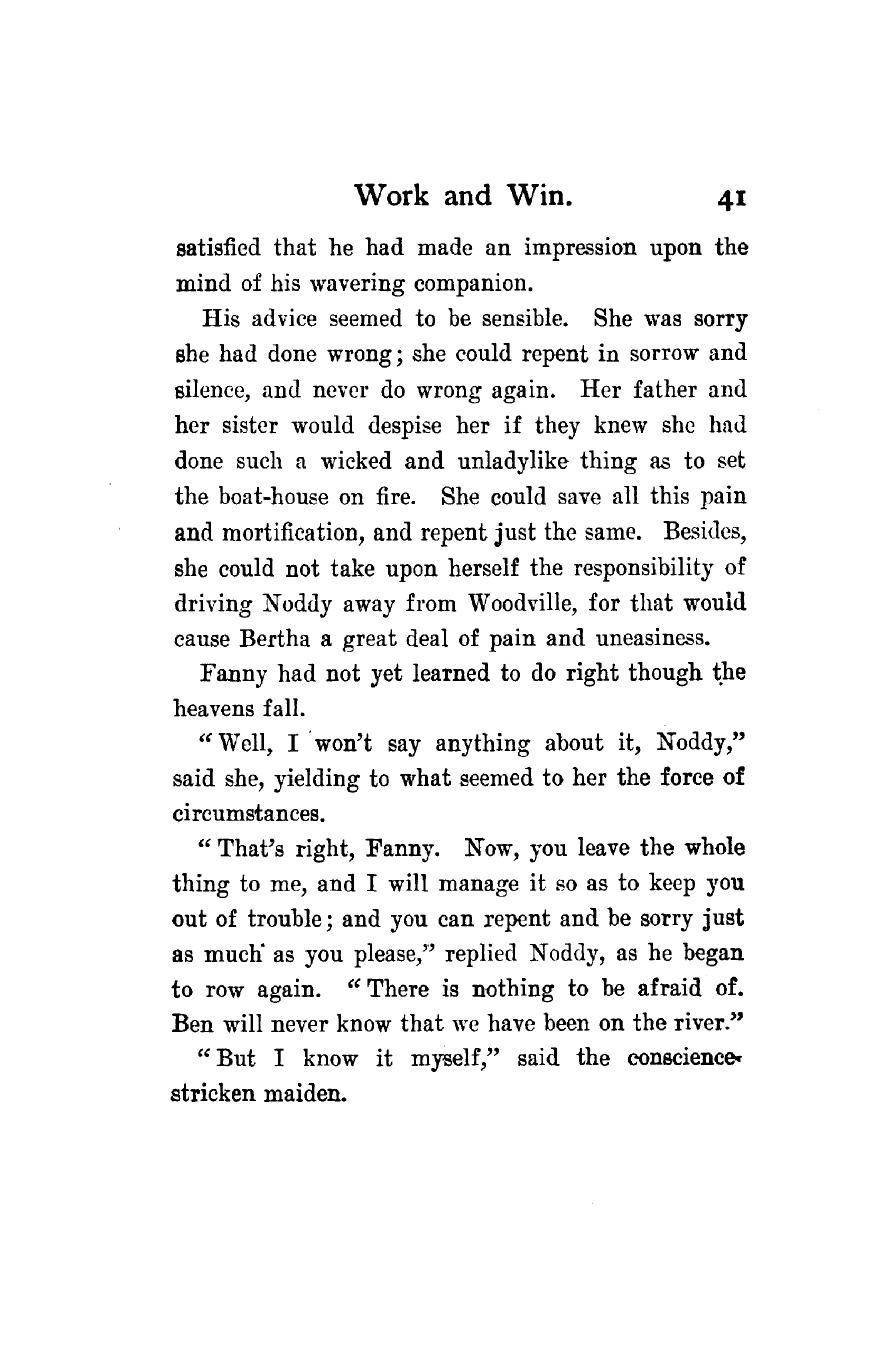 Work and Win. 41
satisfied that he had made an impression upon the
mind of his wavering companion.
His advice seemed to be sensible. She was sorry
she had done wrong; she could repent in sorrow and
silence, and never do wrong again. Her father and
her sister would despise her if they knew she had
done such a wicked and unladylike thing as to set
the boat-house on fire. She could save all this pain
and mortification, and repent just the same. Besides,
she could not take upon herself the responsibility of
driving Noddy away from Woodville, for that would
cause Bertha a great deal of pain and uneasiness.
Fanny had not yet learned to do right though the
heavens fall.
“Well, I won't say anything about it, Noddy,”
said she, yielding to what seemed to her the force of
circumstances.
“That's right, Fanny. Now, you leave the whole
thing to me, and I will manage it so as to keep you
out of trouble; and you can repent and be sorry just
as much as you please,” replied Noddy, as he began
to row again. “There is nothing to be afraid of.
Ben will never know that we have been on the river.”
“But I know it myself,” said the conscience-
stricken maiden.